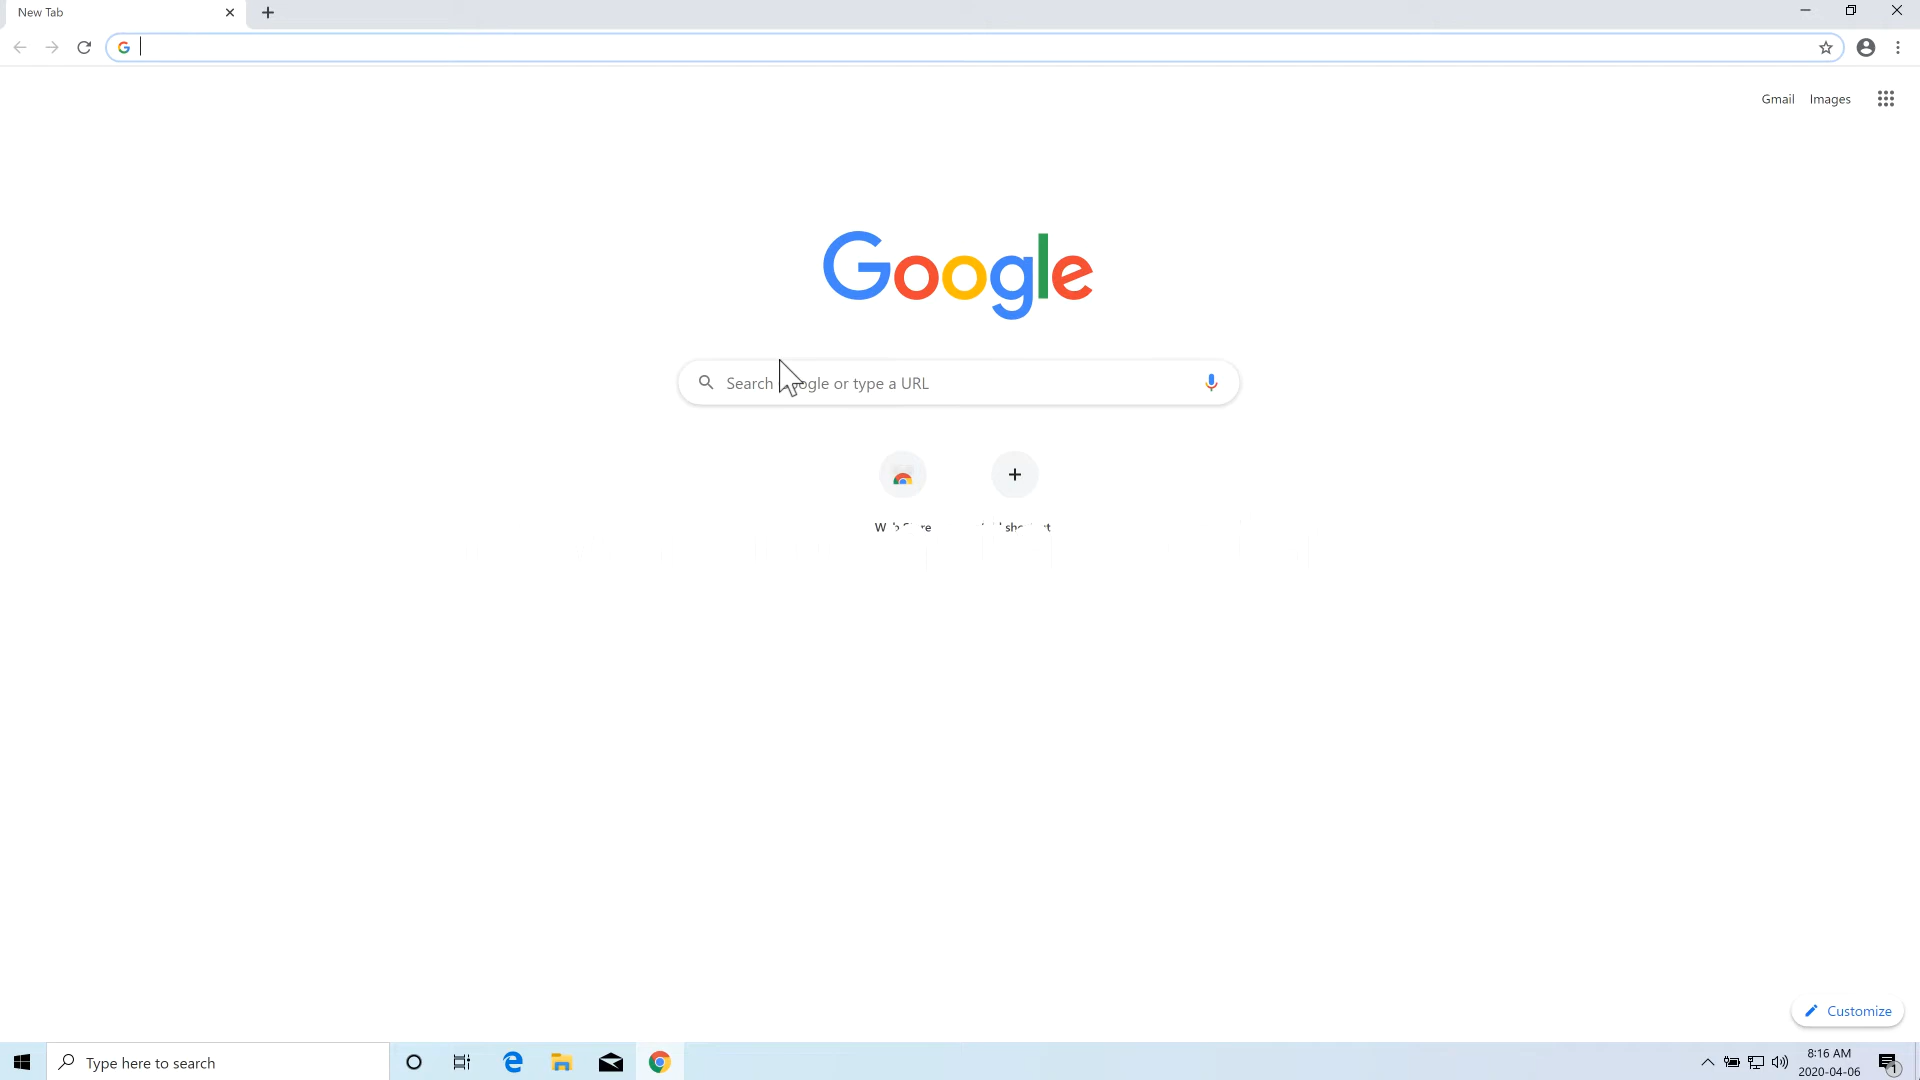 New Tab
Gmail Images
Google
Search Google or type a URL
Customize
Type here to search
8:16 AM
2020-04-06
1